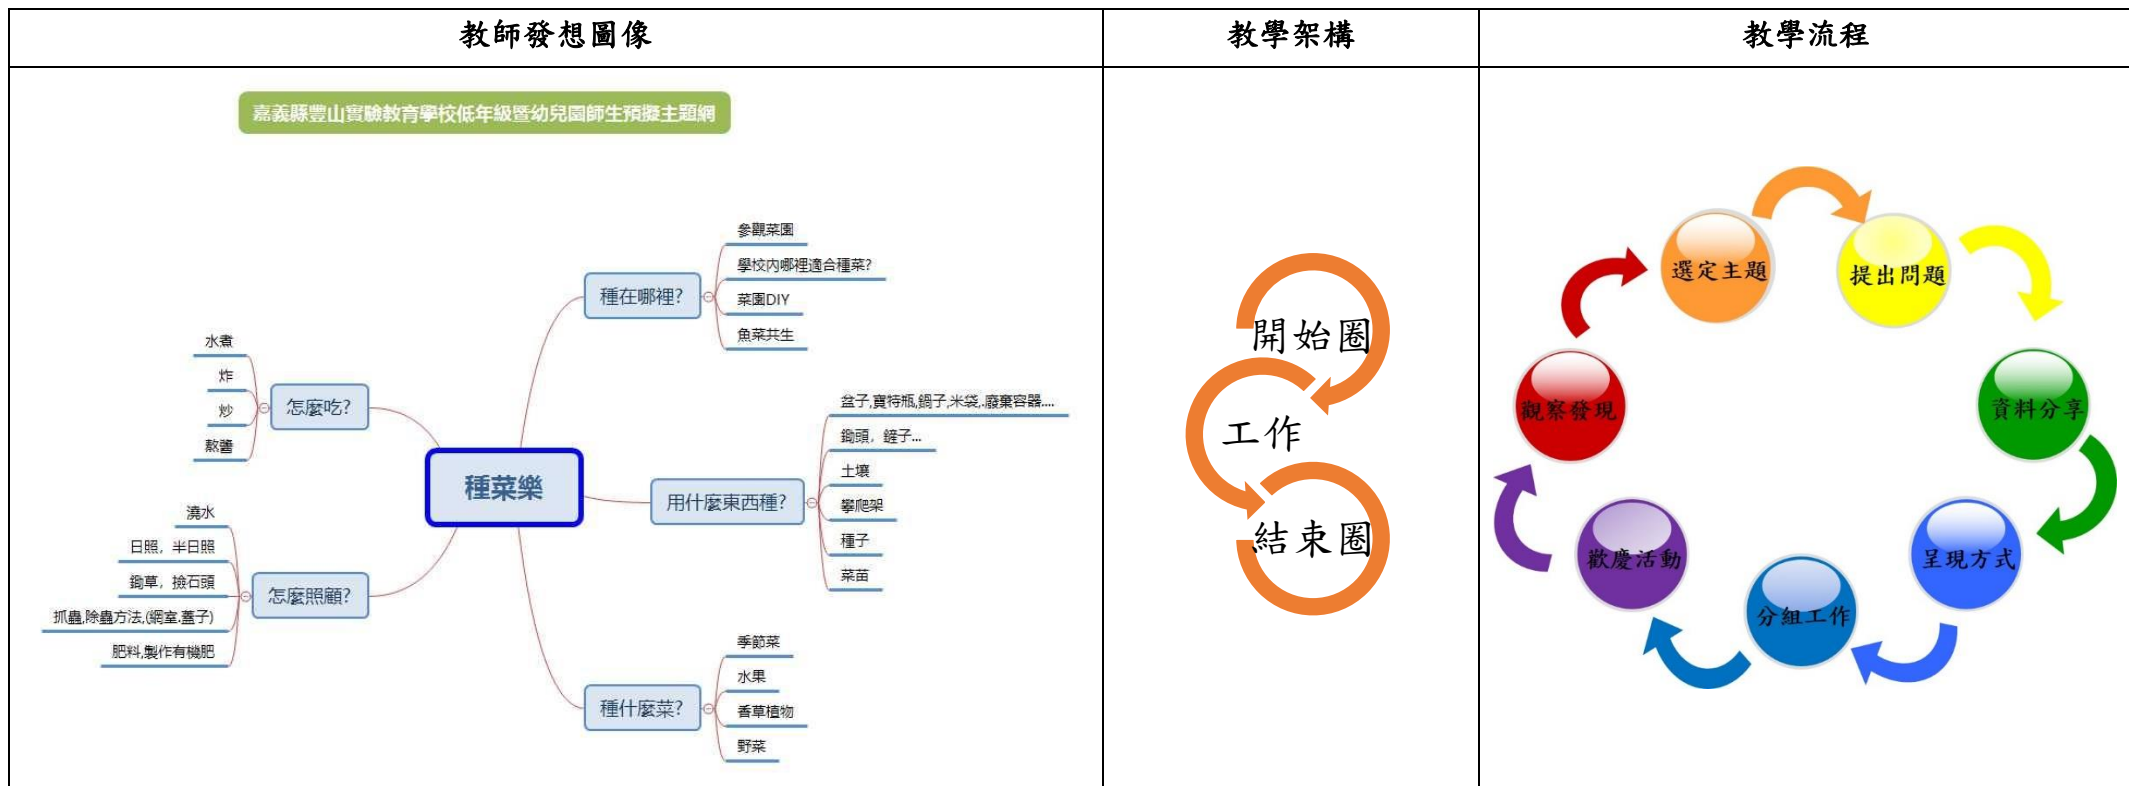 教師發想圖像
教學架構
教學流程
嘉義縣豐山實驗教育學校低年級暨幼兒園師生預擬主題網
種菜樂
種在哪裡?
參觀菜園
學校內哪裡適合種菜?
菜園DIY
魚菜共生
用什麼東西種?
盆子,寶特瓶,鍋子,米袋,.廢棄容器....
鋤頭，鏟子...
土壤
攀爬架
種子
菜苗
種什麼菜?
季節菜
水果
香草植物
野菜
怎麼吃?
水煮
炸
炒
熬醬
怎麼照顧?
澆水
日照，半日照
鋤草，撿石頭
抓蟲,除蟲方法,(網室.蓋子)
肥料,製作有機肥
開始圈
工作
結束圈
選定主題
提出問題
資料分享
呈現方式
分組工作
歡慶活動
觀察發現